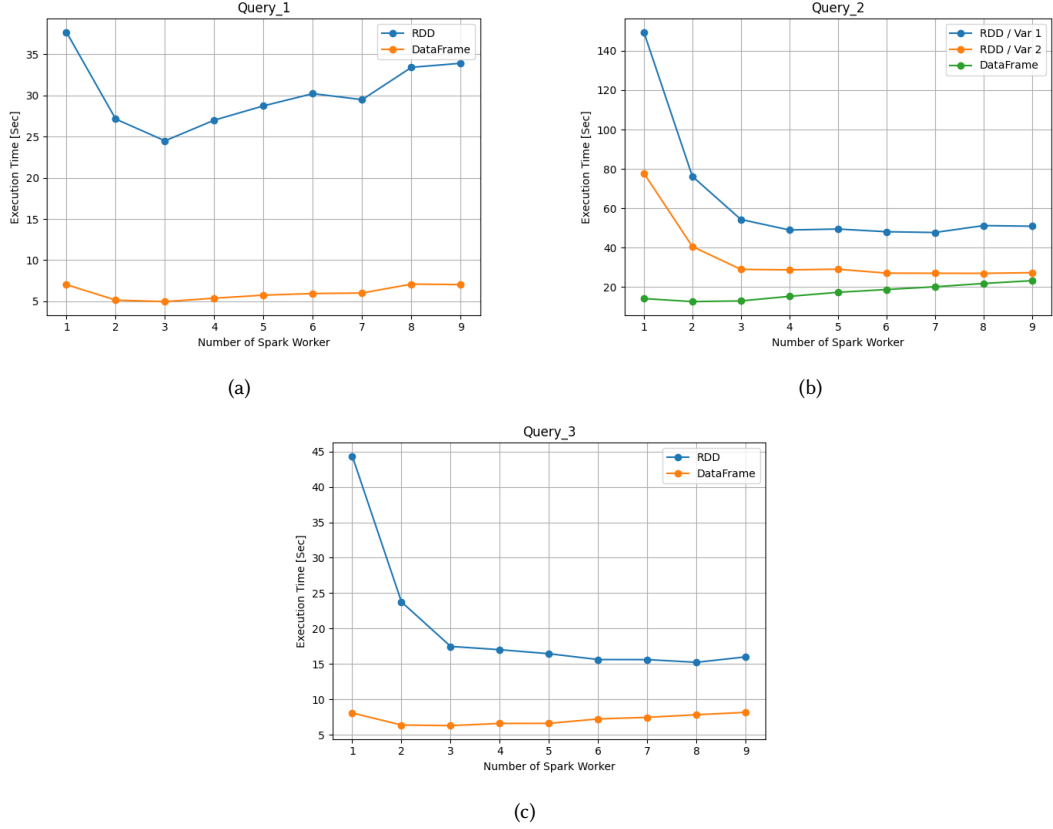 Query_1
RDD
DataFrame
Execution Time [Sec]
35
30
25
20
15
10
5
1 2 3 4 5 6 7 8 9
Number of Spark Worker
(a)
Query_2
RDD / Var 1
RDD / Var 2
DataFrame
Execution Time [Sec]
140
120
100
80
60
40
20
1 2 3 4 5 6 7 8 9
Number of Spark Worker
(b)
Query_3
RDD
DataFrame
Execution Time [Sec]
45
40
35
30
25
20
15
10
5
1 2 3 4 5 6 7 8 9
Number of Spark Worker
(c)